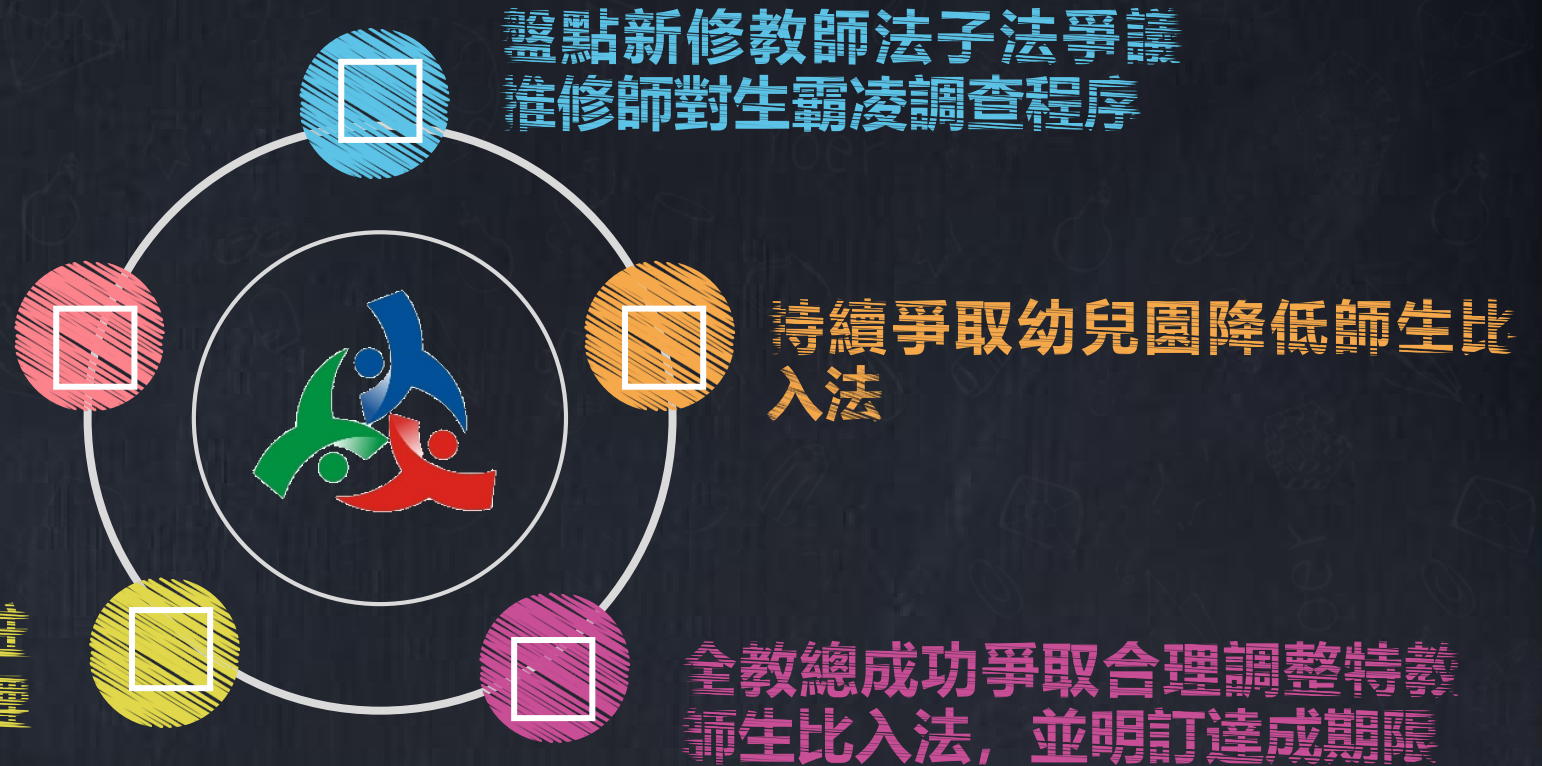 盤點新修教師法子法爭議
推修師對生霸凌調查程序
持續爭取幼兒園降低師生比
入法
全教總成功爭取合理調整特教
師生比入法，並明訂達成期限